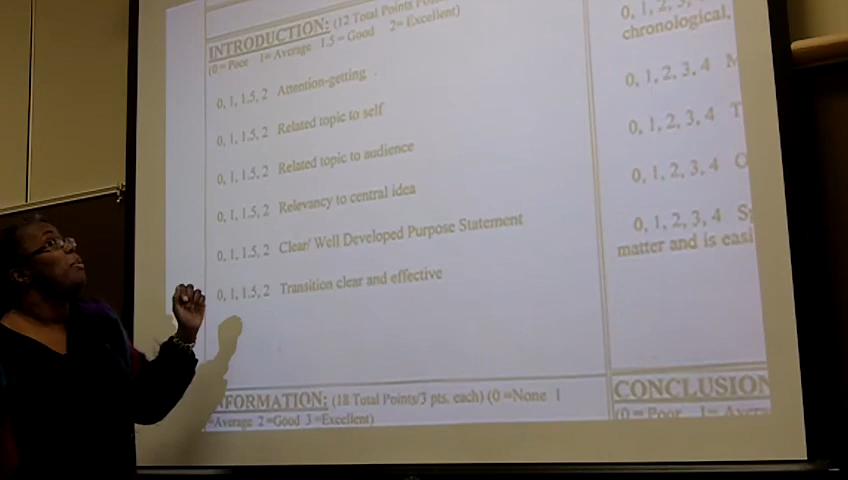 INTRODUCTION: (12 Total Points
(0 = Poor 1= Average 1.5 = Good 2= Excellent)
0, 1, 1.5, 2 Attention-getting
0, 1, 1.5, 2 Related topic to self
0, 1, 1.5, 2 Related topic to audience
0, 1, 1.5, 2 Relevancy to central idea
0, 1, 1.5, 2 Clear/ Well Developed Purpose Statement
0, 1, 1.5, 2 Transition clear and effective
FORMATION: (18 Total Points/3 pts. each) (0 =None 1
=Average 2 =Good 3 =Excellent)
0, 1, 2, 3,
chronological,
0, 1, 2, 3, 4 M
0, 1, 2, 3, 4 T
0, 1, 2, 3, 4
0, 1, 2, 3, 4 S
matter and is easi
CONCLUSION
(0 = Poor 1= Avera